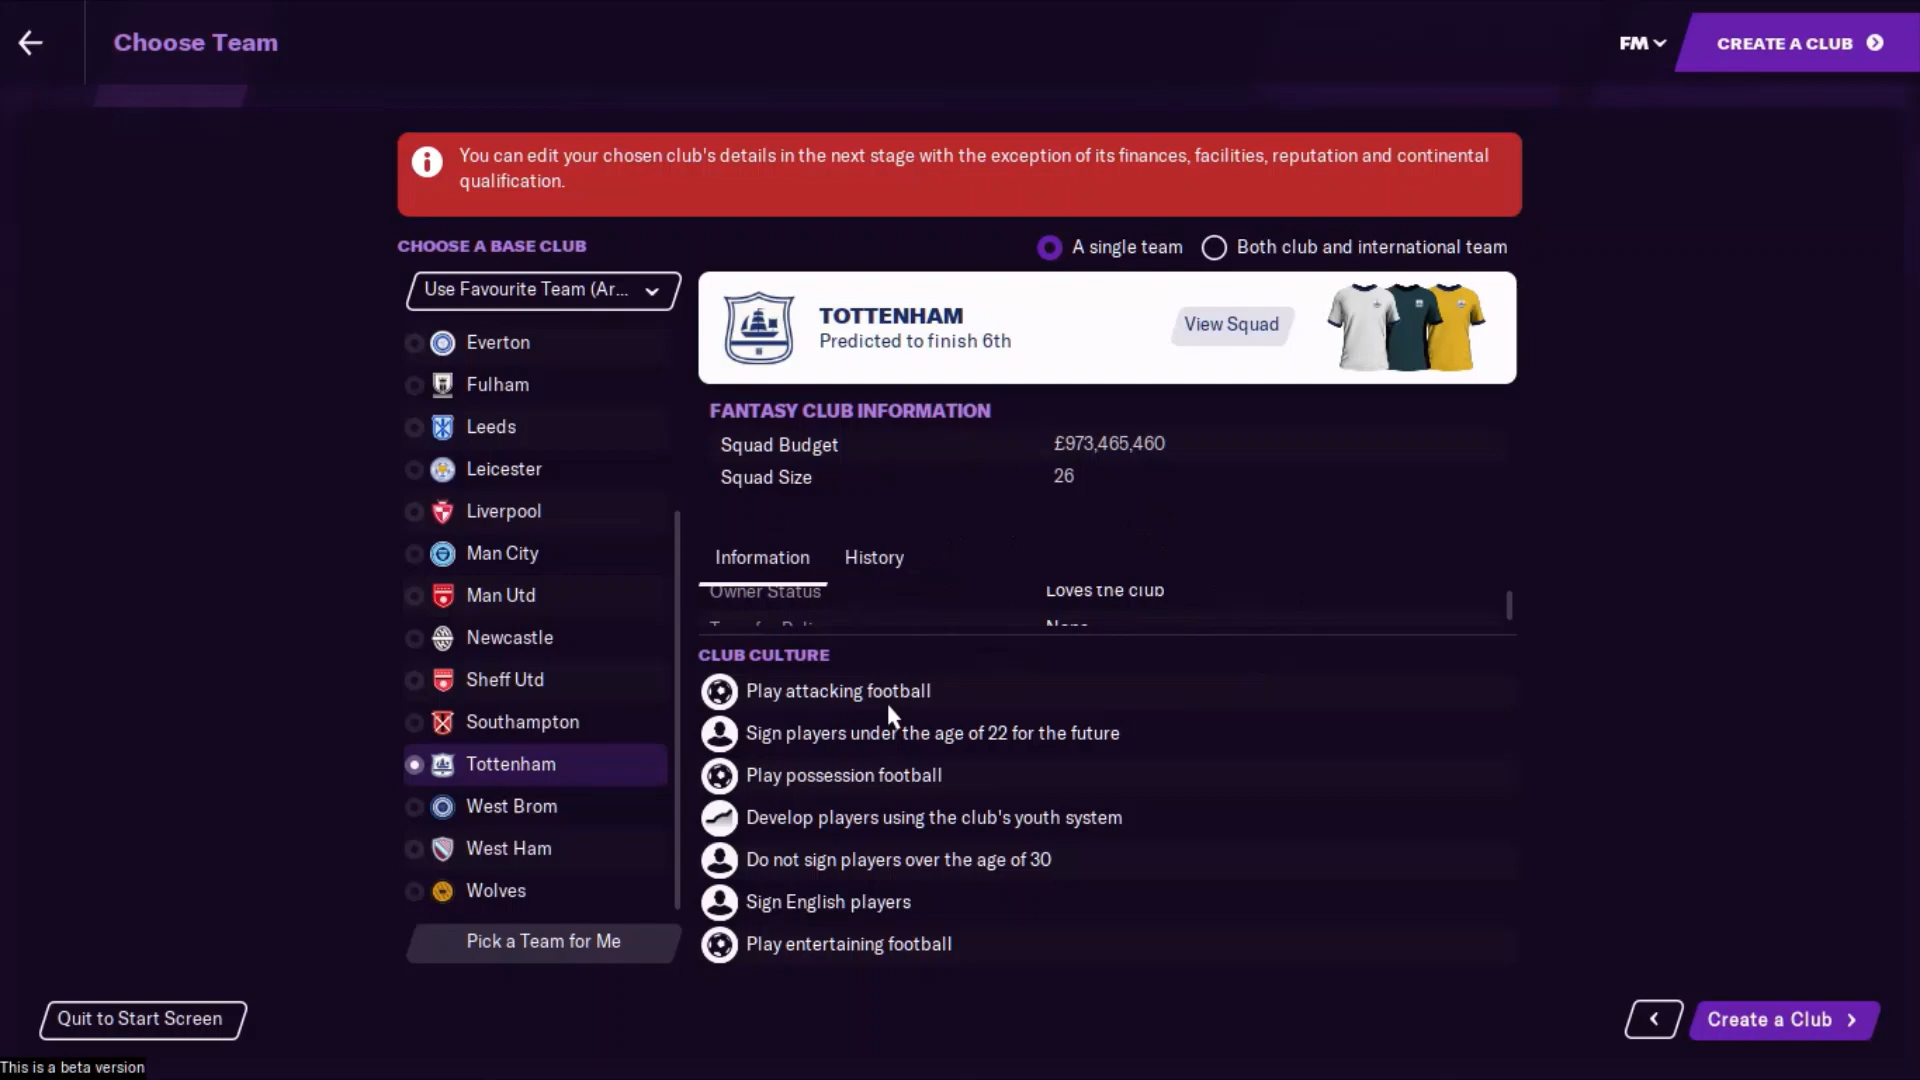 Choose Team
FM
CREATE A CLUB
You can edit your chosen club's details in the next stage with the exception of its finances, facilities, reputation and continental
qualification.
CHOOSE A BASE CLUB
A single team
Both club and international team
Use Favourite Team (Ar...
Everton
Fulham
Leeds
Leicester
Liverpool
Man City
Man Utd
Newcastle
Sheff Utd
Southampton
Tottenham
West Brom
West Ham
Wolves
Pick a Team for Me
TOTTENHAM
Predicted to finish 6th
View Squad
FANTASY CLUB INFORMATION
Squad Budget £973,465,460
Squad Size 26
Information History
Owner Status Loves the club
CLUB CULTURE
Play attacking football
Sign players under the age of 22 for the future
Play possession football
Develop players using the club's youth system
Do not sign players over the age of 30
Sign English players
Play entertaining football
Quit to Start Screen
Create a Club
This is a beta version